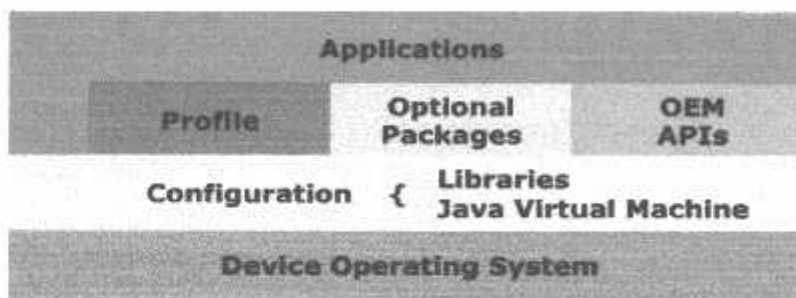 Applications
Profile
Optional Packages
OEM APIs
Configuration { Libraries
Java Virtual Machine
Device Operating System